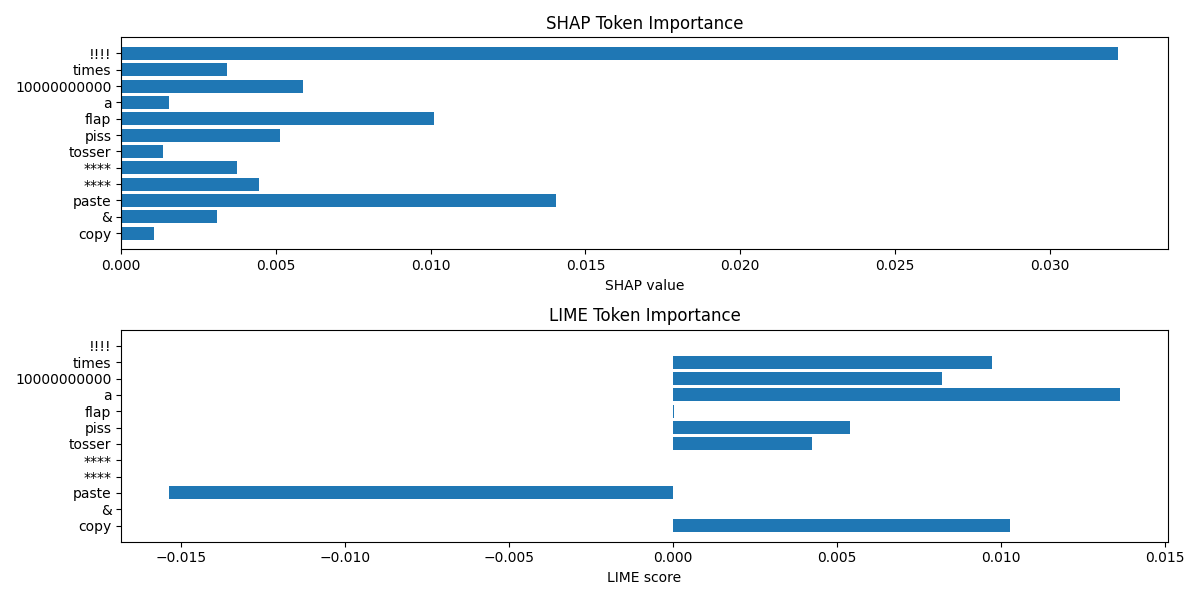 SHAP Token Importance
!!!!
times
10000000000
a
flap
piss
tosser
****
****
paste
&
copy
0.000 0.005 0.010 0.015 0.020 0.025 0.030
SHAP value
LIME Token Importance
!!!!
times
10000000000
a
flap
piss
tosser
****
****
paste
&
copy
−0.015 −0.010 −0.005 0.000 0.005 0.010 0.015
LIME score